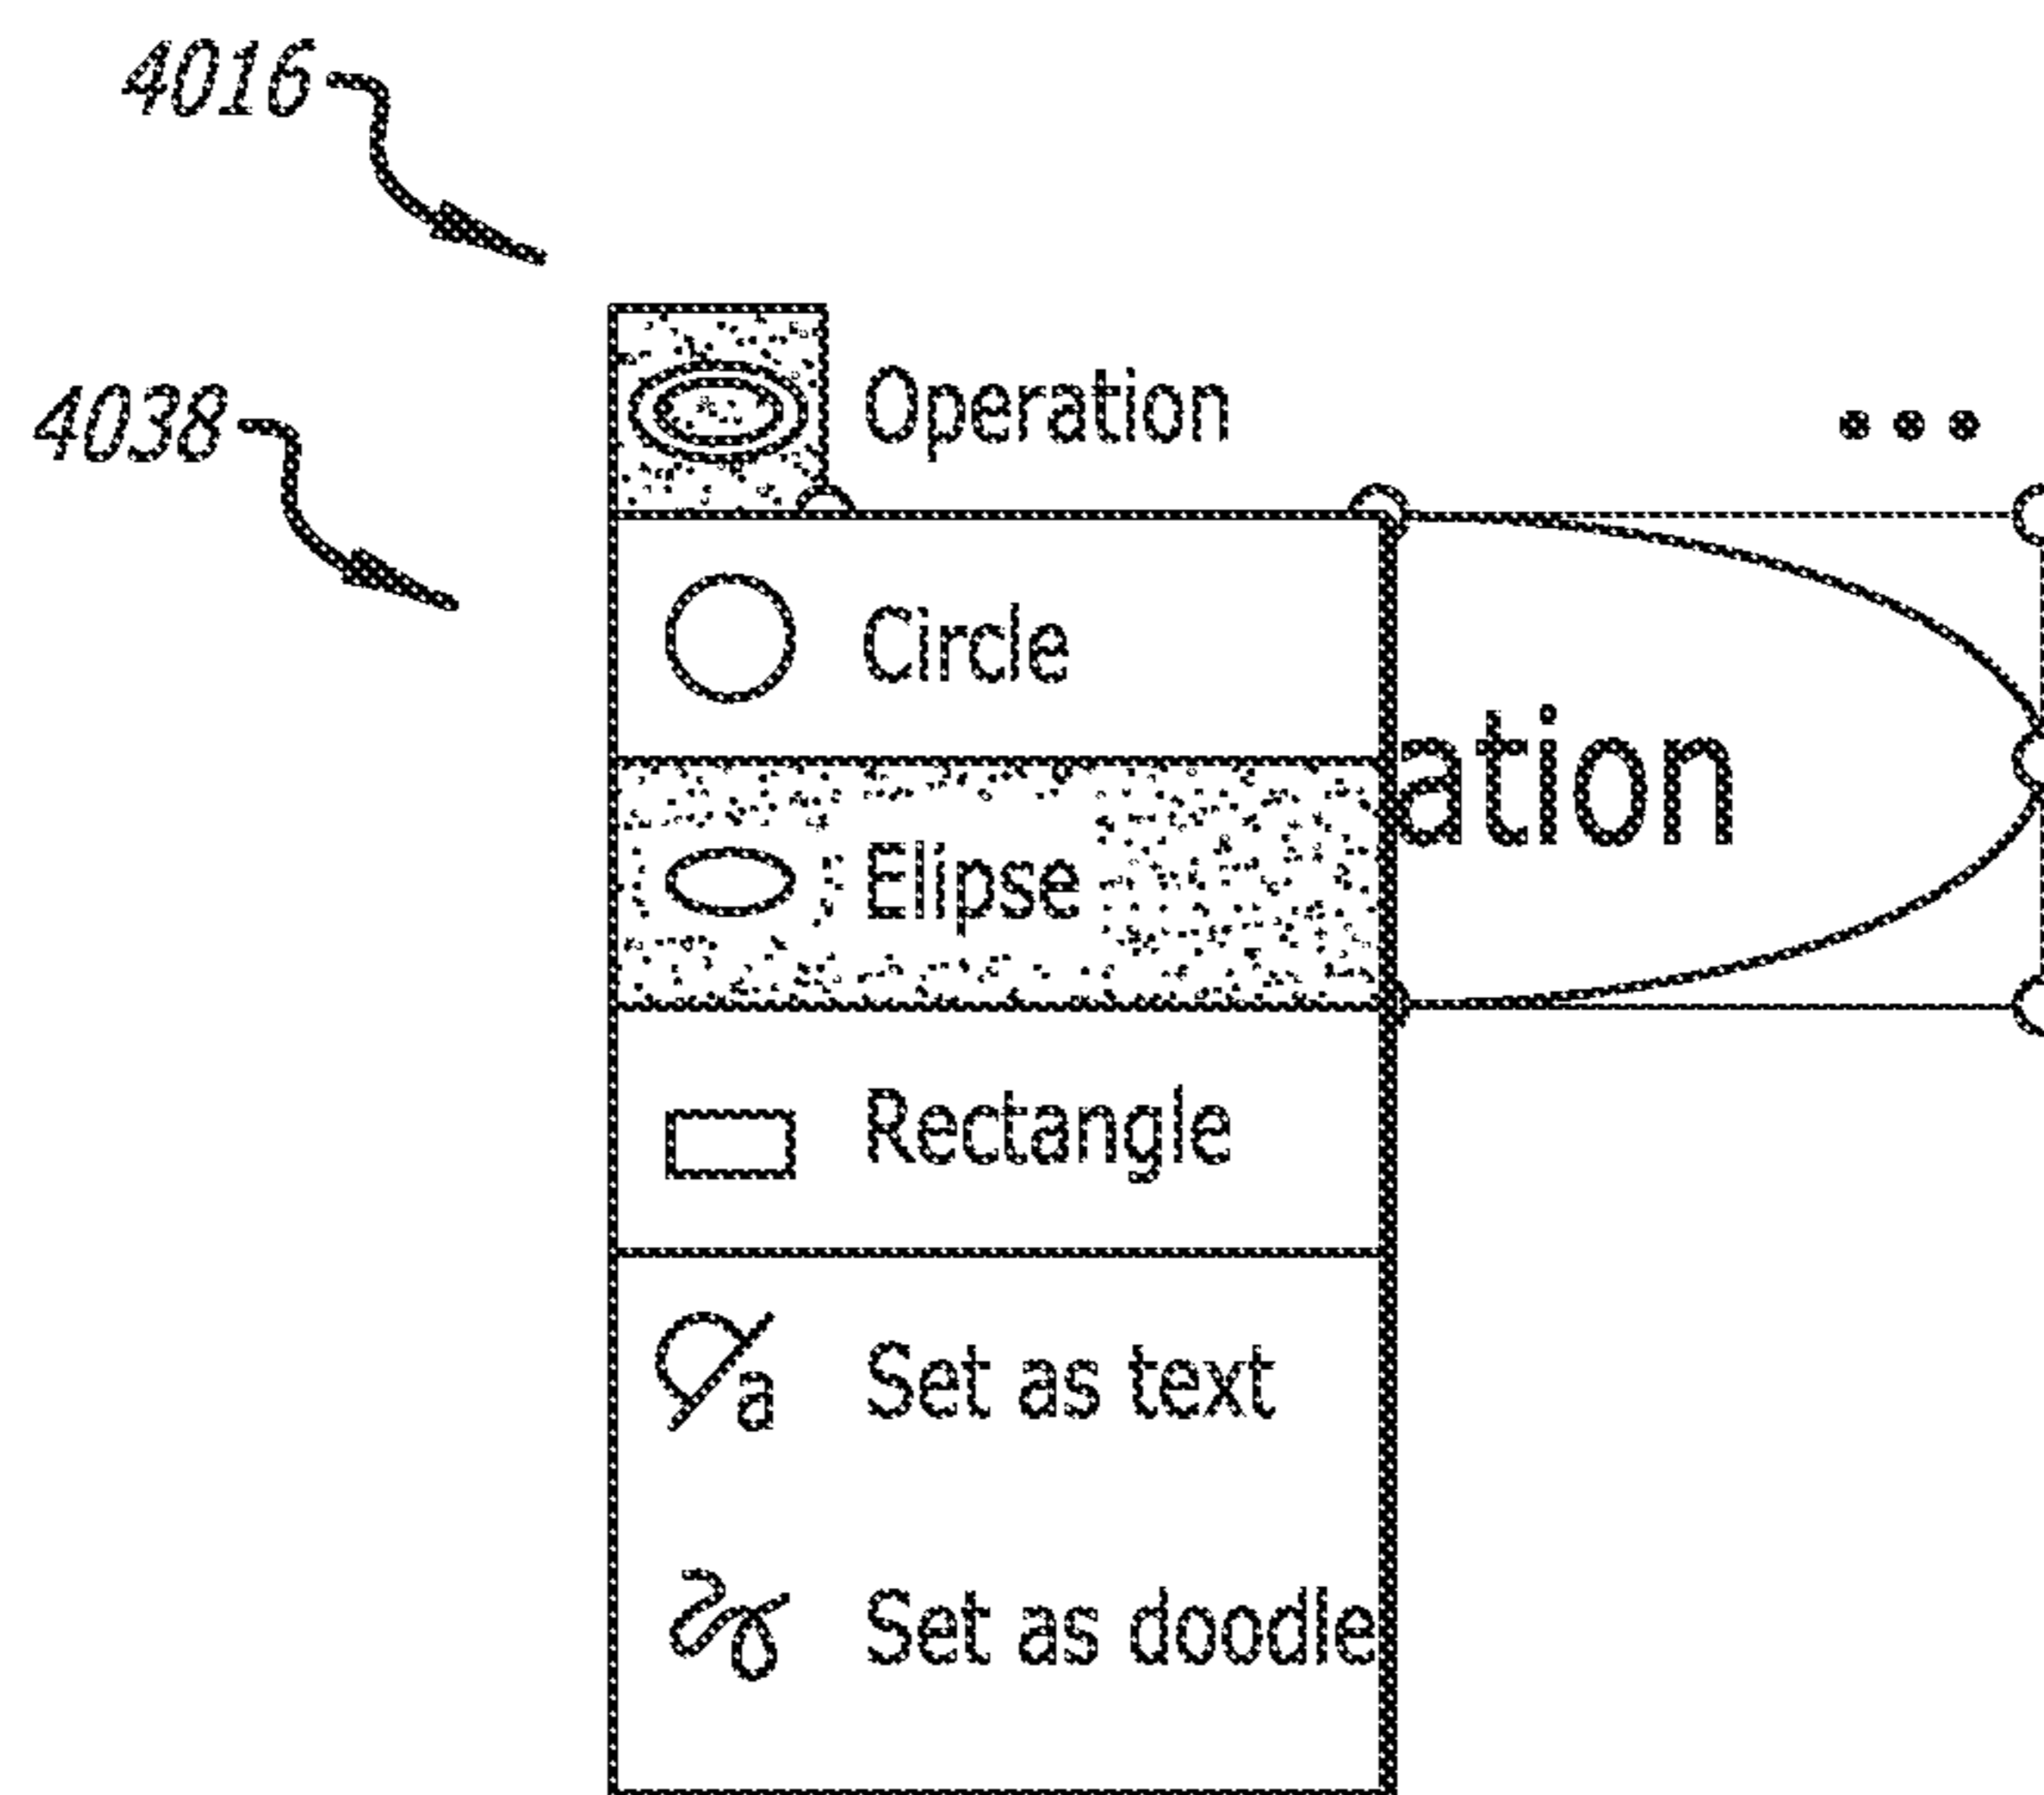 4016
4038
Operation
Circle
ation
Elipse
Rectangle
a Set as text
Set as doodle